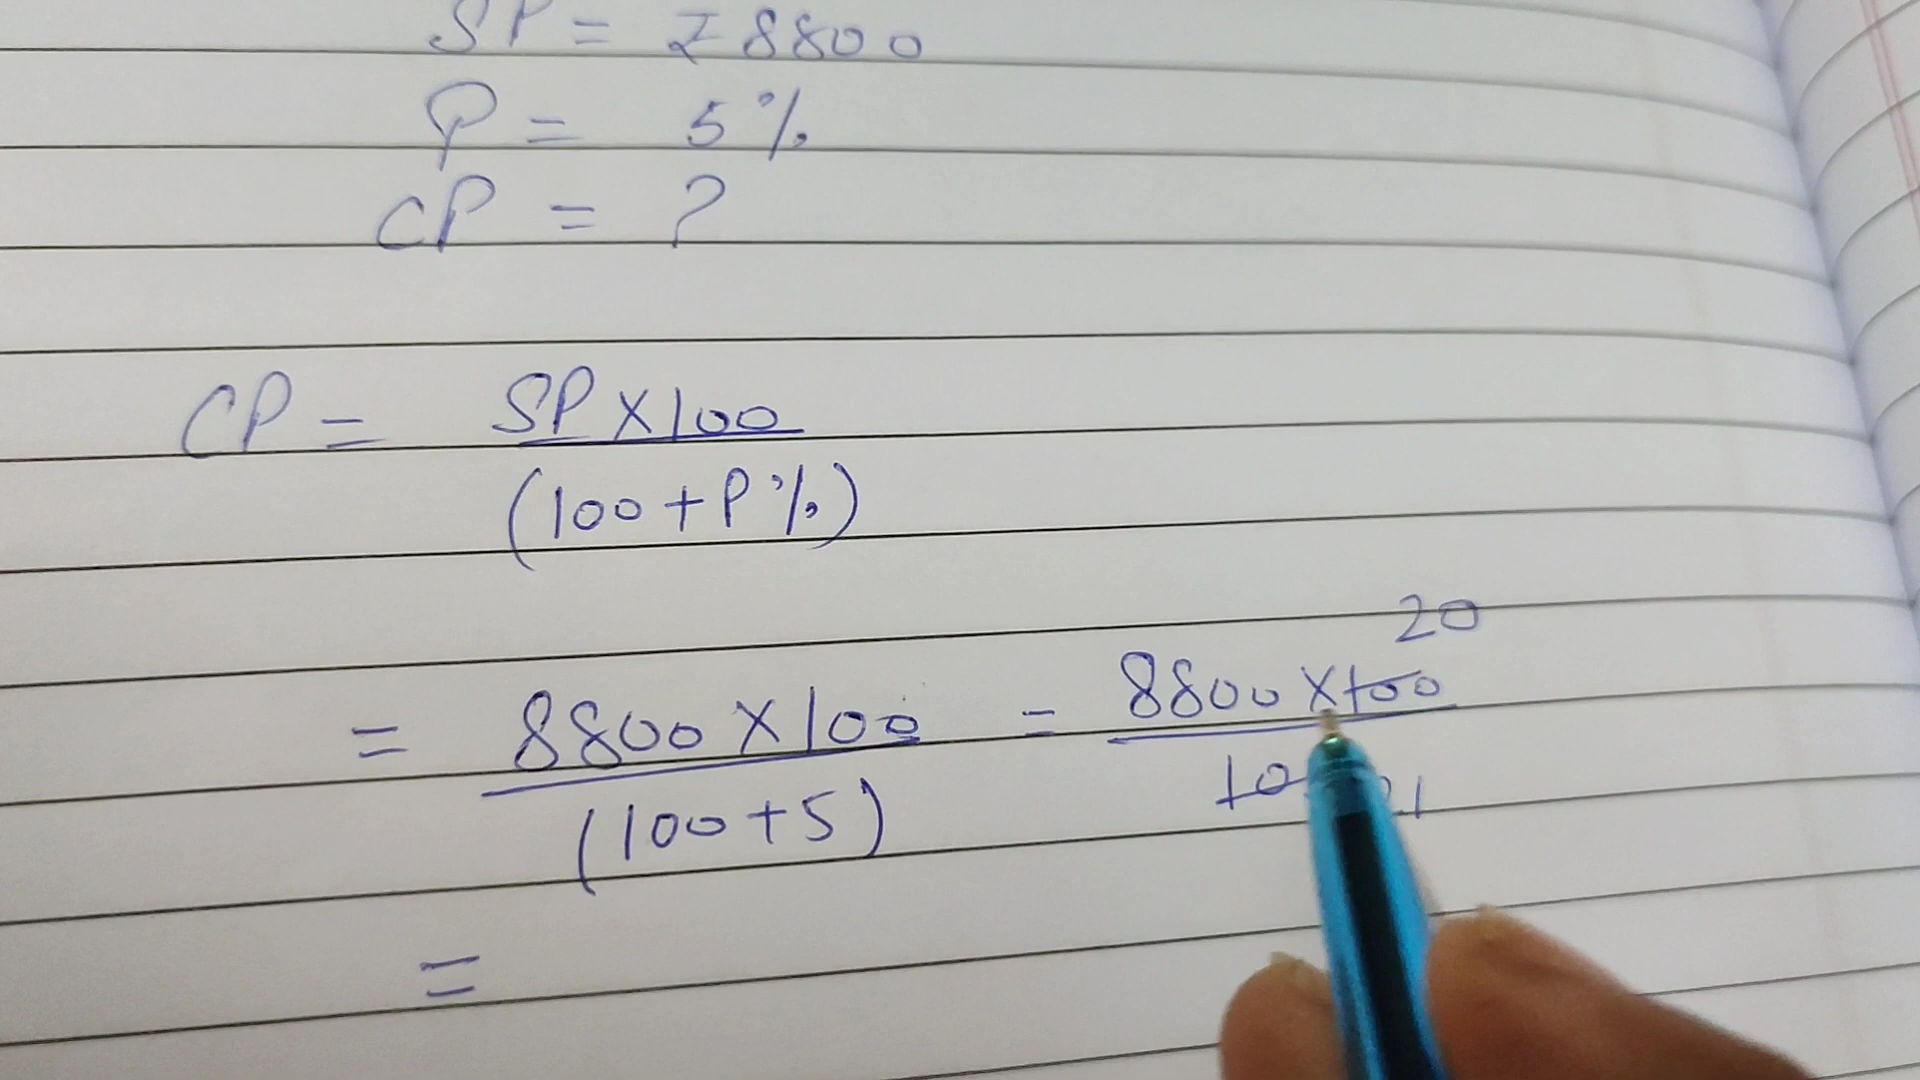 SP = ₹8800
P = 5%
CP = ?
CP = SP X 100
(100 + P%)
20
= 8800 X 100 = 8800 X 100
(100 + 5)
=